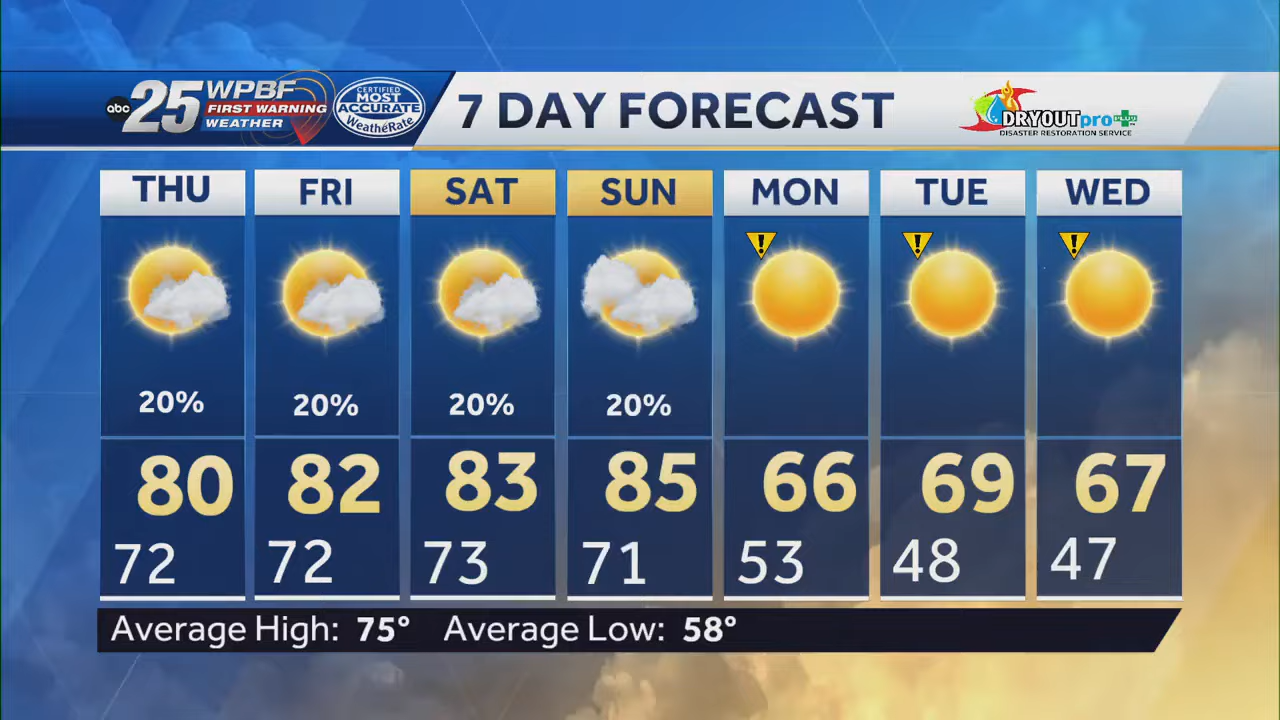 abc 25 WPBF
FIRST WARNING
WEATHER
CERTIFIED
MOST
ACCURATE
WeatheRate
7 DAY FORECAST
DRYOUTpro PLUS
DISASTER RESTORATION SERVICE
THU FRI SAT SUN MON TUE WED
! ! !
20% 20% 20% 20%
80 82 83 85 66 69 67
72 72 73 71 53 48 47
Average High: 75° Average Low: 58°